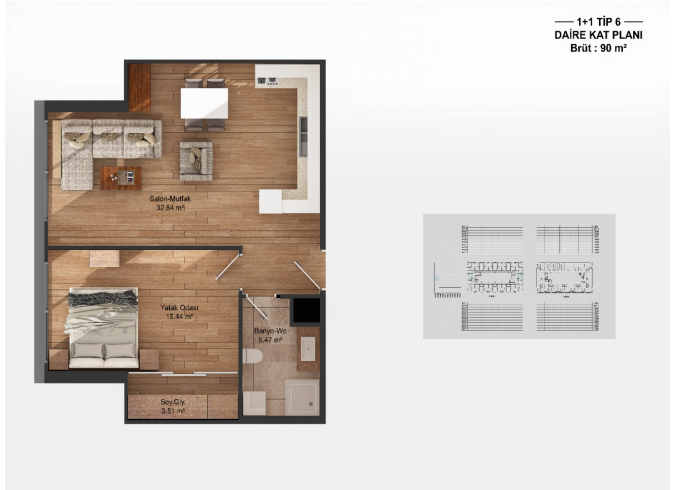 1+1 TİP 6
DAİRE KAT PLANI
Brüt : 90 m²
Salon-Mutfak
32.64 m²
Yatak Odası
15.44 m²
Banyo-Wc
5.47 m²
Soy.Giy.
3.51 m²